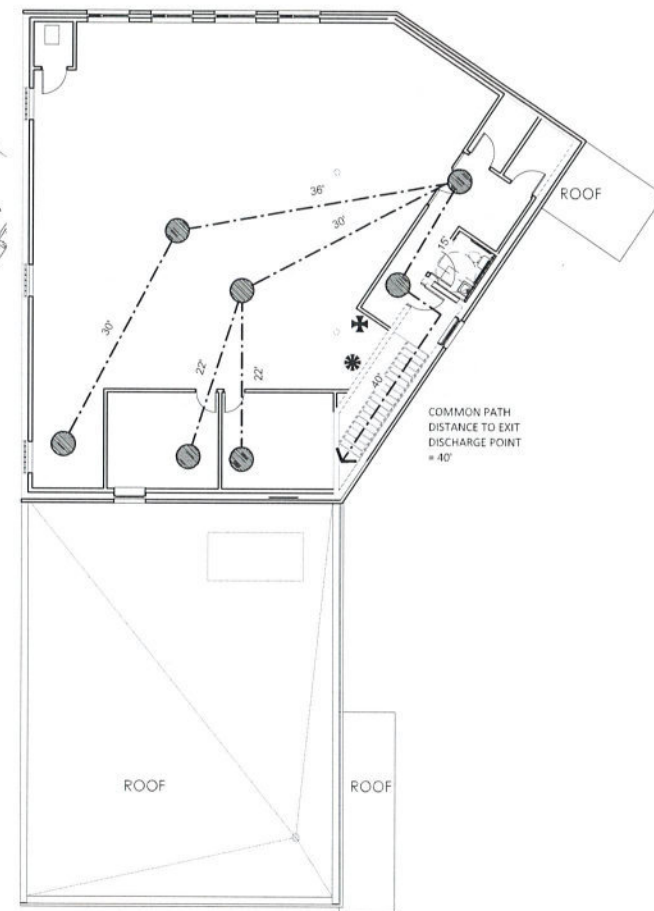 ROOF
36'
30'
15'
30'
22'
22'
40'
COMMON PATH
DISTANCE TO EXIT
DISCHARGE POINT
= 40'
ROOF
ROOF